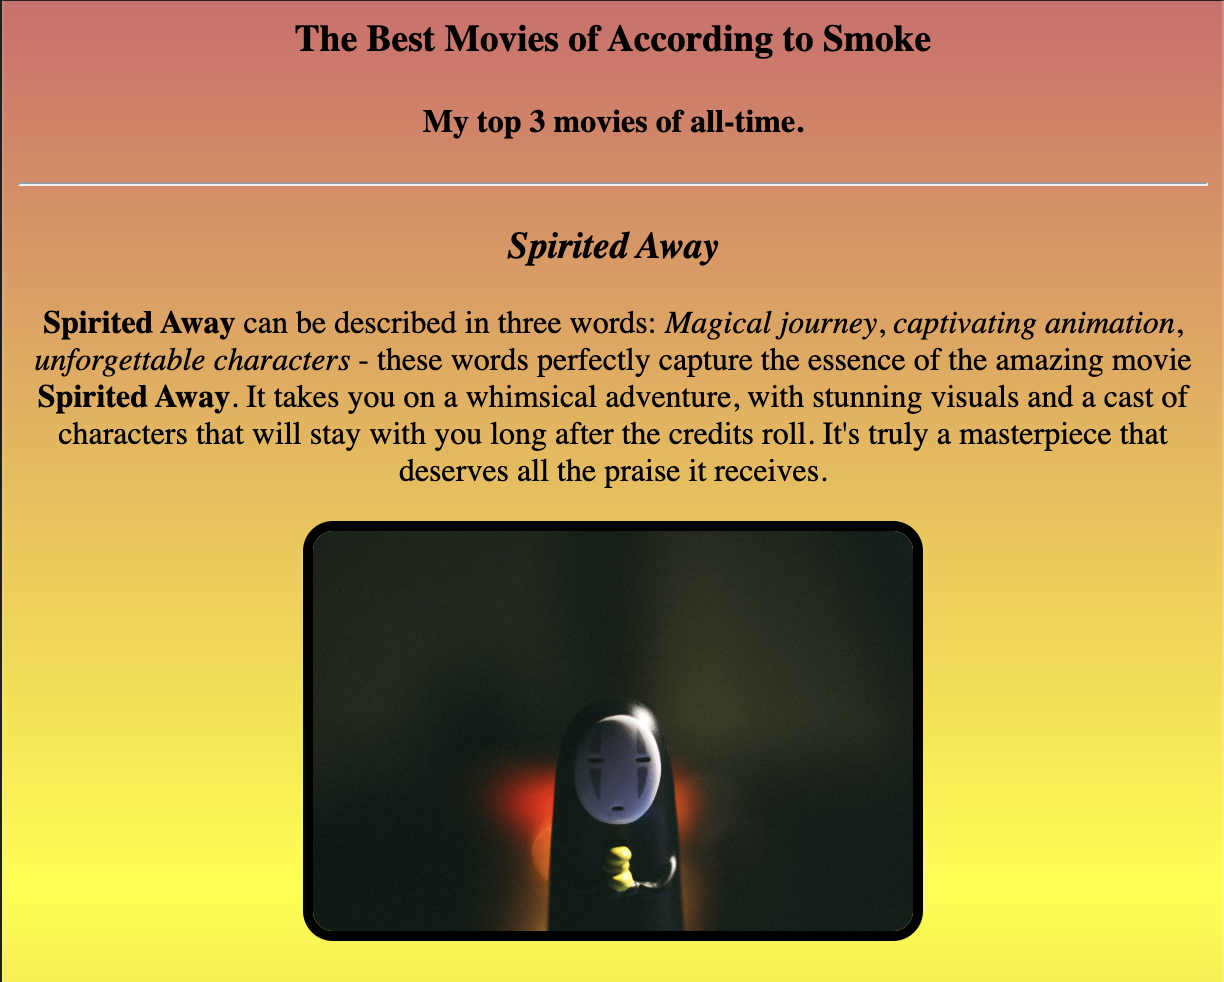 The Best Movies of According to Smoke
My top 3 movies of all-time.
Spirited Away
Spirited Away can be described in three words: Magical journey, captivating animation,
unforgettable characters - these words perfectly capture the essence of the amazing movie
Spirited Away. It takes you on a whimsical adventure, with stunning visuals and a cast of
characters that will stay with you long after the credits roll. It's truly a masterpiece that
deserves all the praise it receives.